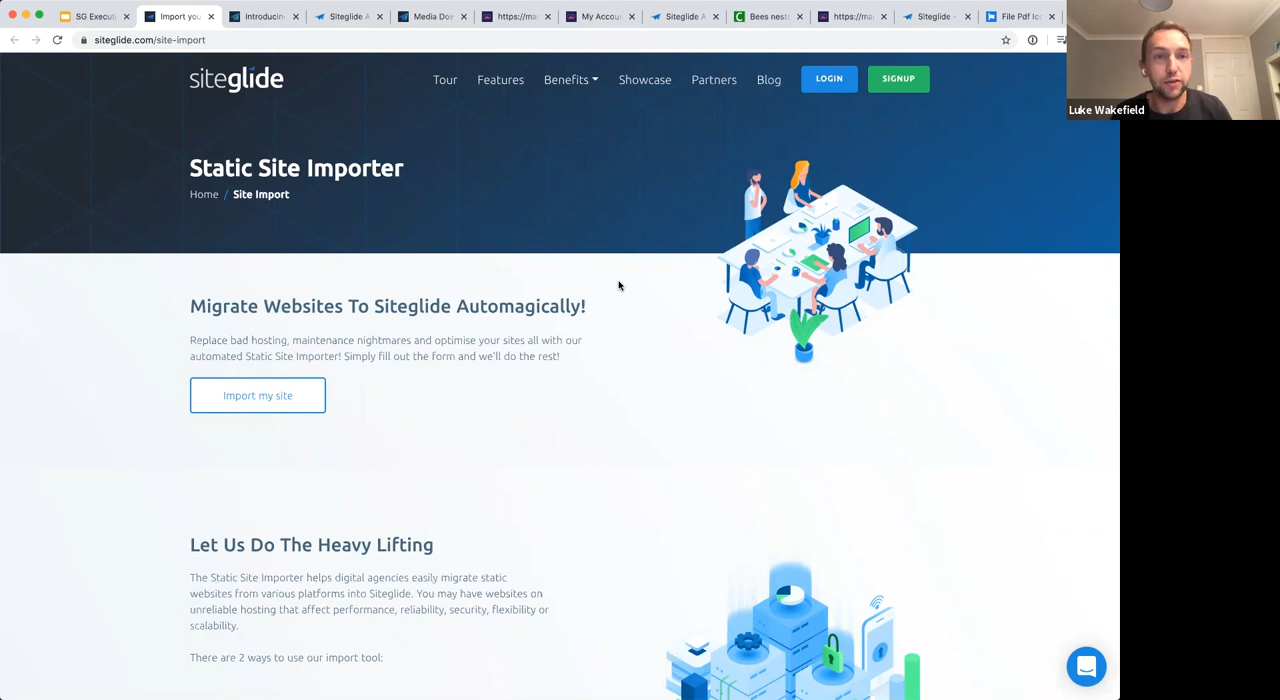 SG Execut
Import you
Introducin
Siteglide A
Media Dov
https://ma
My Accou
Siteglide A
Bees nest
https://ma
Siteglide -
File Pdf Ic
siteglide.com/site-import
siteglide
Tour
Features
Benefits
Showcase
Partners
Blog
LOGIN
SIGNUP
Luke Wakefield
Static Site Importer
Home / Site Import
Migrate Websites To Siteglide Automagically!
Replace bad hosting, maintenance nightmares and optimise your sites all with our
automated Static Site Importer! Simply fill out the form and we'll do the rest!
Import my site
Let Us Do The Heavy Lifting
The Static Site Importer helps digital agencies easily migrate static
websites from various platforms into Siteglide. You may have websites on
unreliable hosting that affect performance, reliability, security, flexibility or
scalability.
There are 2 ways to use our import tool: